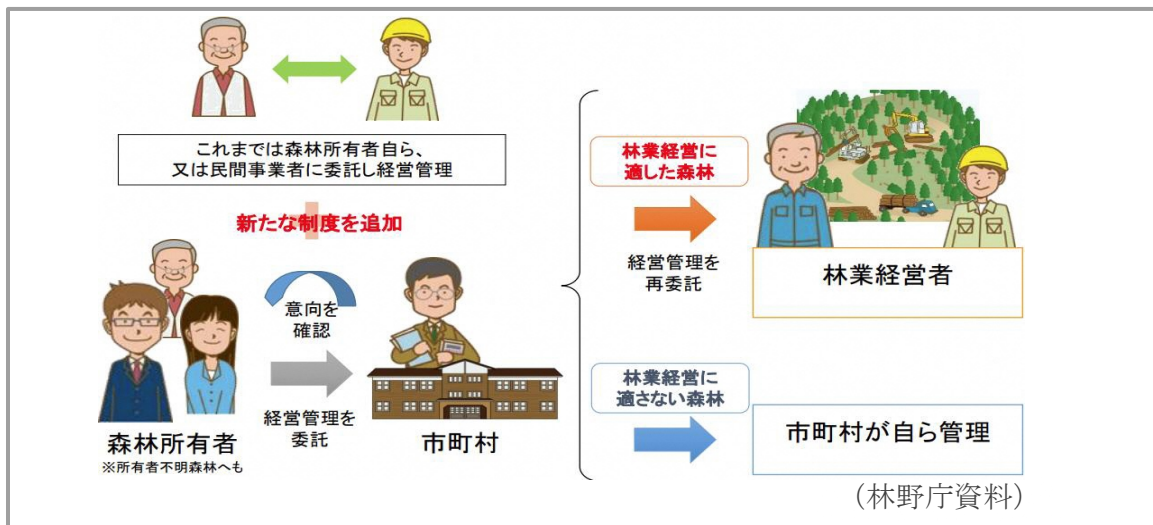 これまでは森林所有者自ら、
又は民間事業者に委託し経営管理
新たな制度を追加
意向を
確認
経営管理を
委託
森林所有者
※所有者不明森林へも
市町村
林業経営に
適した森林
経営管理を
再委託
林業経営者
林業経営に
適さない森林
市町村が自ら管理
(林野庁資料)